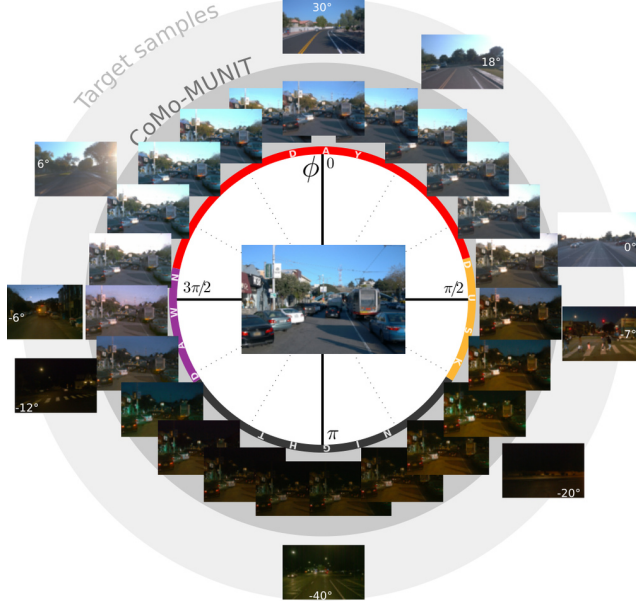 Target samples
CoMo-MUNIT
30°
18°
6°
0°
-6°
-7°
-12°
-20°
-40°
DAY
DUSK
NIGHT
DAWN
ϕ
0
π/2
π
3π/2